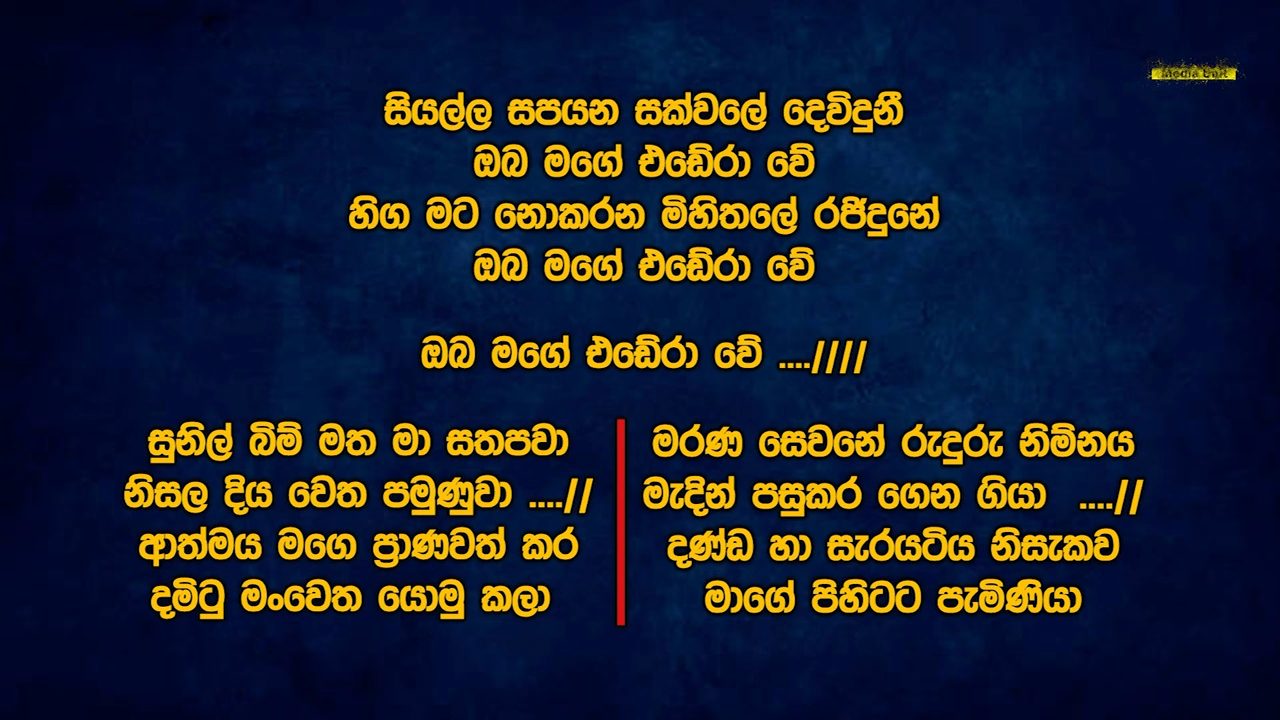 සියල්ල සපයන සක්වලේ දෙවිදුනී
ඔබ මගේ එඬේරා වේ
හිග මට නොකරන මිහිතලේ රජිදුනේ
ඔබ මගේ එඬේරා වේ
ඔබ මගේ එඬේරා වේ ....////
සුනිල් බිම් මත මා සතපවා
නිසල දිය වෙත පමුණුවා ....//
ආත්මය මගෙ ප්‍රාණවත් කර
දමිටු මංවෙත යොමු කලා
මරණ සෙවනේ රුදුරු නිම්නය
මැදින් පසුකර ගෙන ගියා ....//
දණ්ඩ හා සැරයටිය නිසැකව
මාගේ පිහිටට පැමිණියා